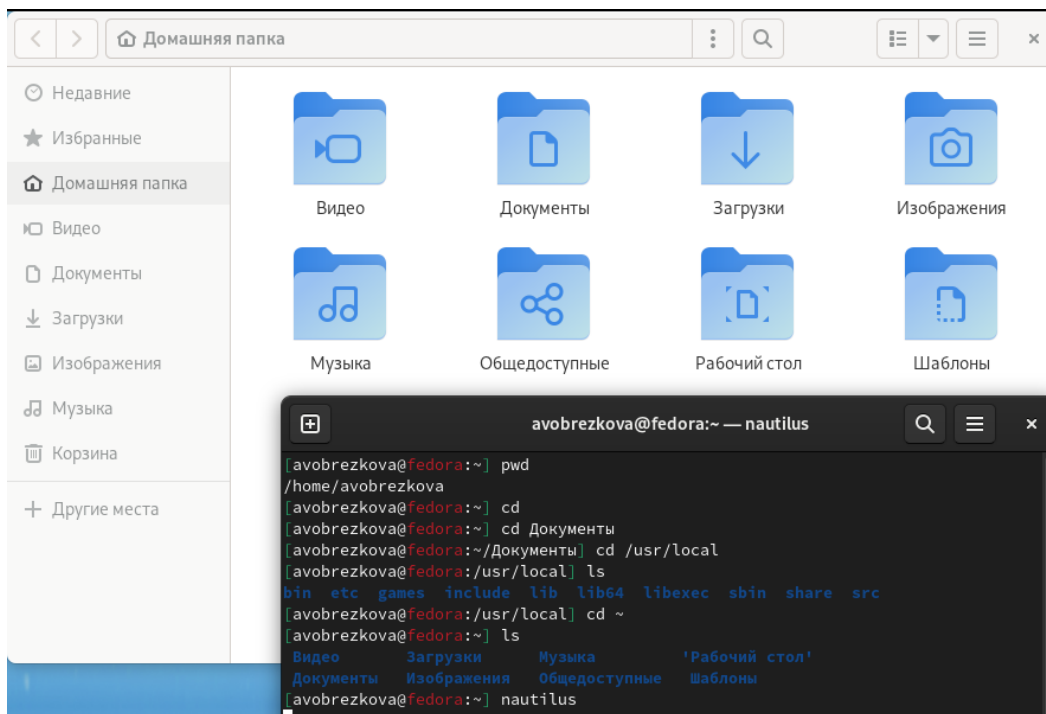 Домашняя папка
Недавние
Избранные
Домашняя папка
Видео
Документы
Загрузки
Изображения
Музыка
Корзина
Другие места
Видео Документы Загрузки Изображения
Музыка Общедоступные Рабочий стол Шаблоны
avobrezkova@fedora:~ — nautilus
[avobrezkova@fedora:~] pwd
/home/avobrezkova
[avobrezkova@fedora:~] cd
[avobrezkova@fedora:~] cd Документы
[avobrezkova@fedora:~/Документы] cd /usr/local
[avobrezkova@fedora:/usr/local] ls
bin etc games include lib lib64 libexec sbin share src
[avobrezkova@fedora:/usr/local] cd ~
[avobrezkova@fedora:~] ls
Видео Загрузки Музыка 'Рабочий стол'
Документы Изображения Общедоступные Шаблоны
[avobrezkova@fedora:~] nautilus